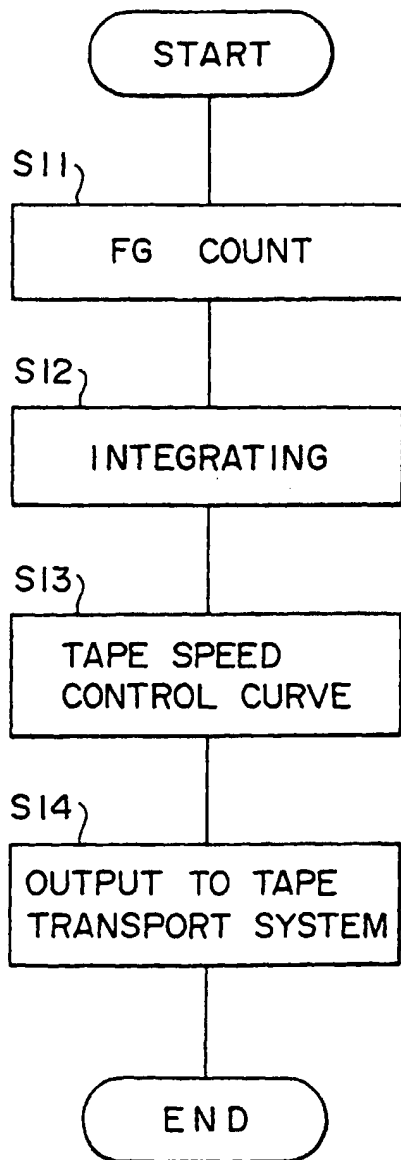 START
S11
FG COUNT
S12
INTEGRATING
S13
TAPE SPEED
CONTROL CURVE
S14
OUTPUT TO TAPE
TRANSPORT SYSTEM
END